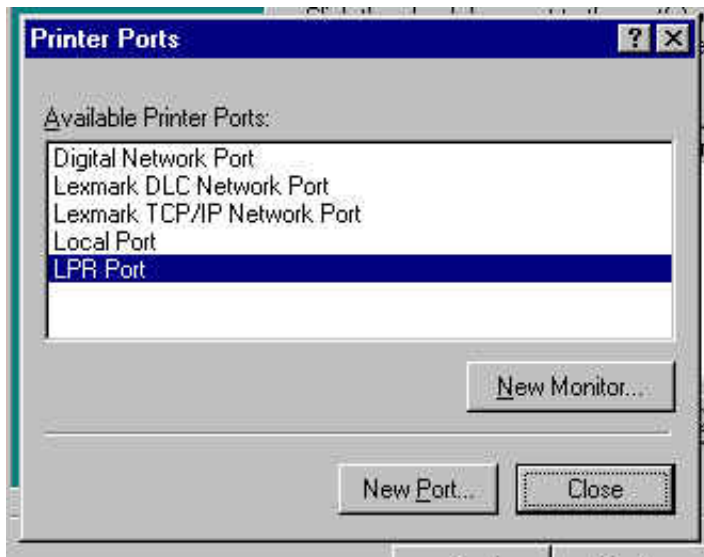 Printer Ports
Available Printer Ports:
Digital Network Port
Lexmark DLC Network Port
Lexmark TCP/IP Network Port
Local Port
LPR Port
New Monitor...
New Port...
Close